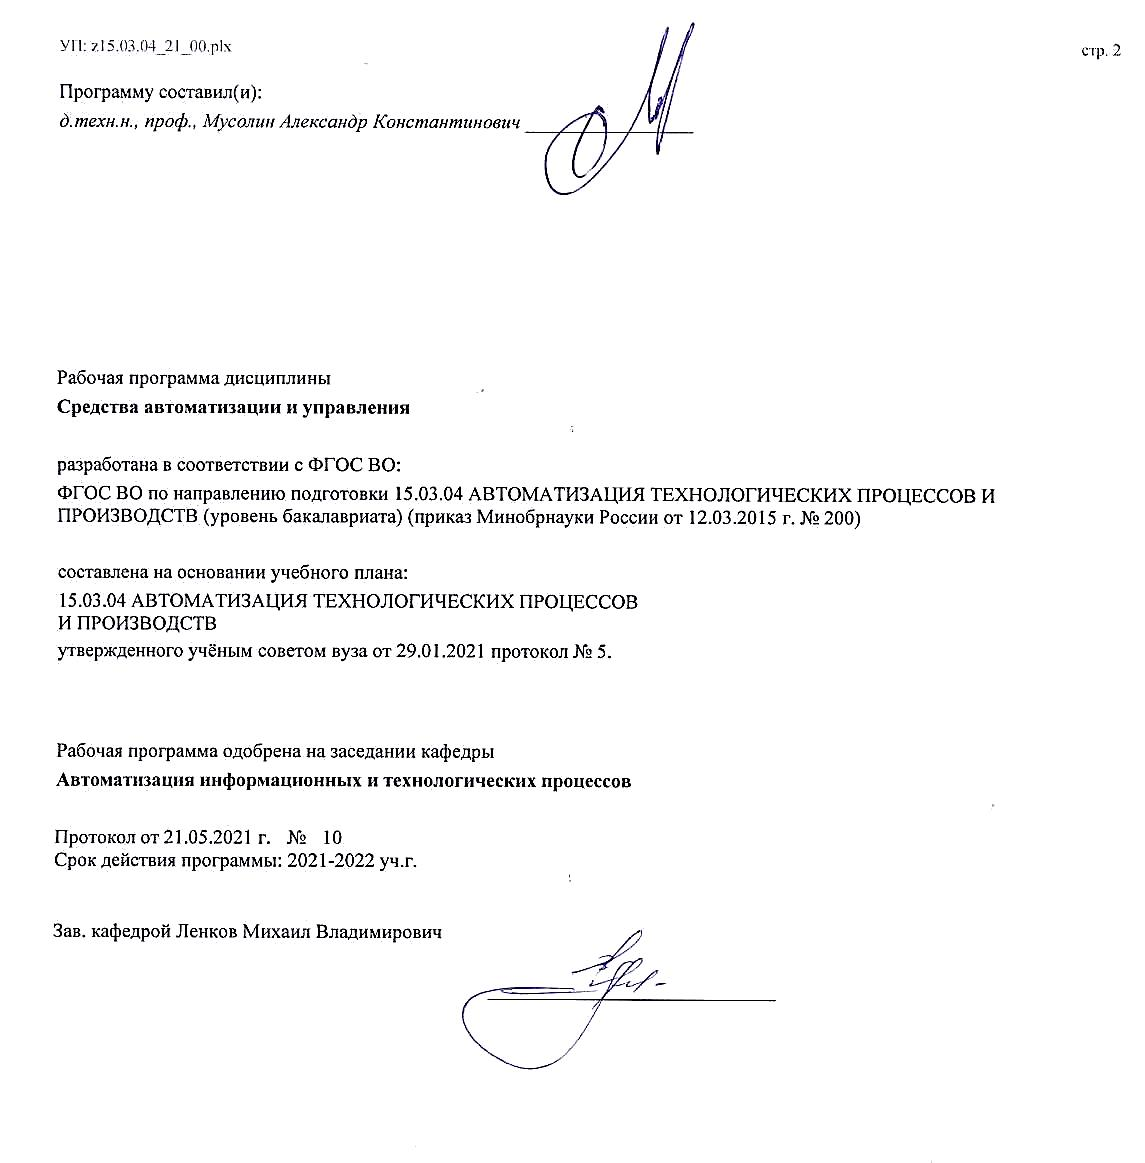 УП: z15.03.04_21_00.plx
стр. 2
Программу составил(и):
д.техн.н., проф., Мусолин Александр Константинович
Рабочая программа дисциплины
Средства автоматизации и управления
разработана в соответствии с ФГОС ВО:
ФГОС ВО по направлению подготовки 15.03.04 АВТОМАТИЗАЦИЯ ТЕХНОЛОГИЧЕСКИХ ПРОЦЕССОВ И
ПРОИЗВОДСТВ (уровень бакалавриата) (приказ Минобрнауки России от 12.03.2015 г. № 200)
составлена на основании учебного плана:
15.03.04 АВТОМАТИЗАЦИЯ ТЕХНОЛОГИЧЕСКИХ ПРОЦЕССОВ
И ПРОИЗВОДСТВ
утвержденного учёным советом вуза от 29.01.2021 протокол № 5.
Рабочая программа одобрена на заседании кафедры
Автоматизация информационных и технологических процессов
Протокол от 21.05.2021 г. № 10
Срок действия программы: 2021-2022 уч.г.
Зав. кафедрой Ленков Михаил Владимирович